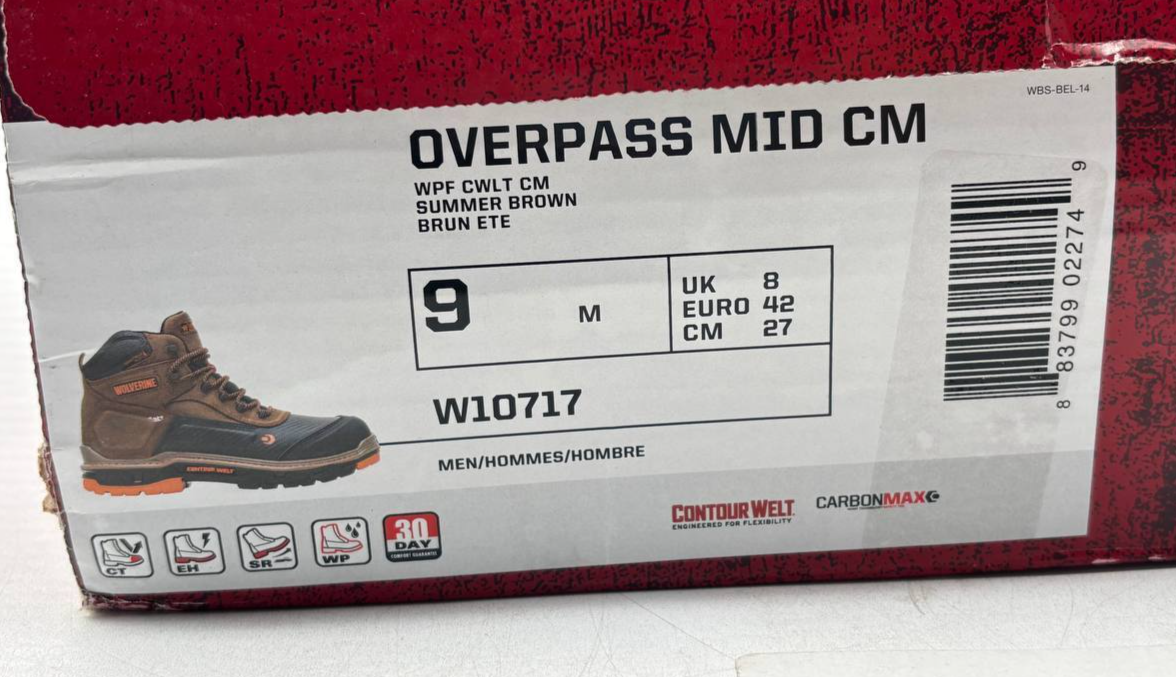 WBS-BEL-14
OVERPASS MID CM
WPF CWLT CM
SUMMER BROWN
BRUN ETE
9 M
UK 8
EURO 42
CM 27
W10717
MEN/HOMMES/HOMBRE
8 83799 02274 9
WOLVERINE
CONTOUR WELT
CONTOUR WELT
ENGINEERED FOR FLEXIBILITY
CARBONMAX
CT
EH
SR
WP
30
DAY
COMFORT GUARANTEE